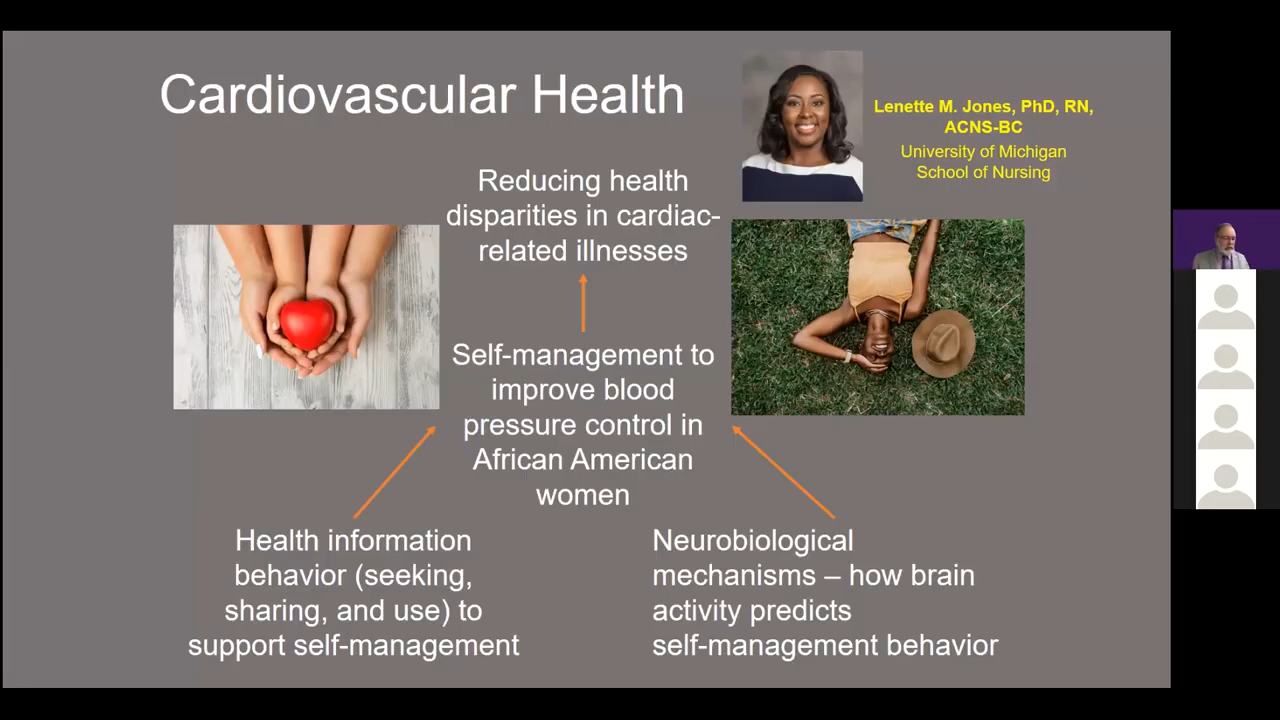 Cardiovascular Health
Lenette M. Jones, PhD, RN,
ACNS-BC
University of Michigan
School of Nursing
Reducing health
disparities in cardiac-
related illnesses
Self-management to
improve blood
pressure control in
African American
women
Health information
behavior (seeking,
sharing, and use) to
support self-management
Neurobiological
mechanisms – how brain
activity predicts
self-management behavior